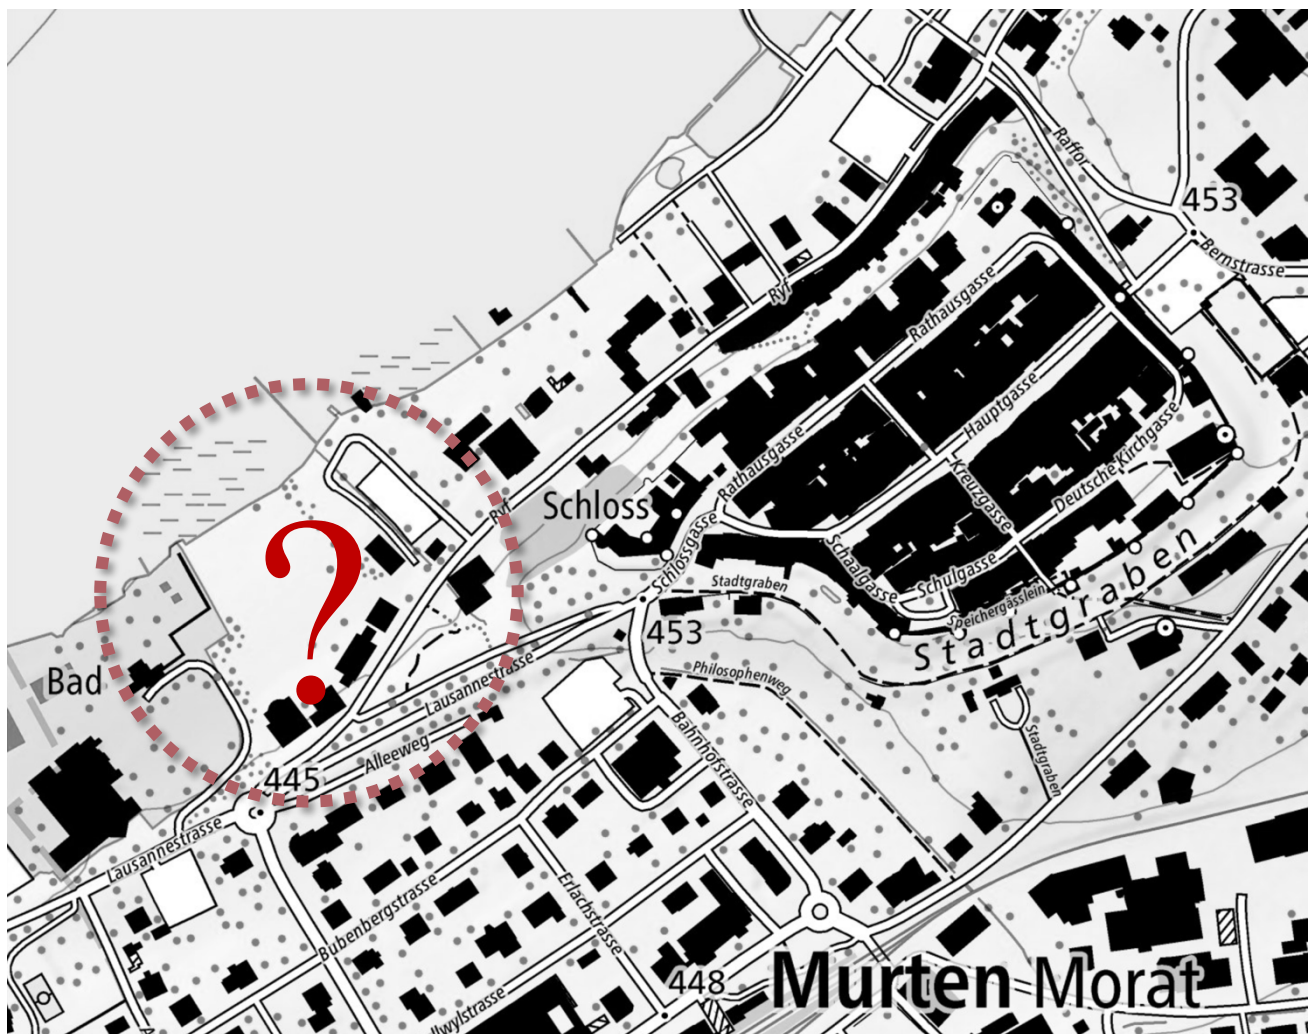 Raffor
453
Bernstrasse
Ryf
Rathausgasse
Hauptgasse
Rathausgasse
Deutsche Kirchgasse
Kreuzgasse
Ryf
Schloss
Schlossgasse
Schaalgasse
Schulgasse
Stadtgraben
Speichergässlein
Stadtgraben
453
?
Philosophenweg
Bad
Lausannestrasse
Alleeweg
Bahnhofstrasse
Stadtgraben
445
Lausannestrasse
Bubenbergstrasse
Erlachstrasse
448
Murten Morat